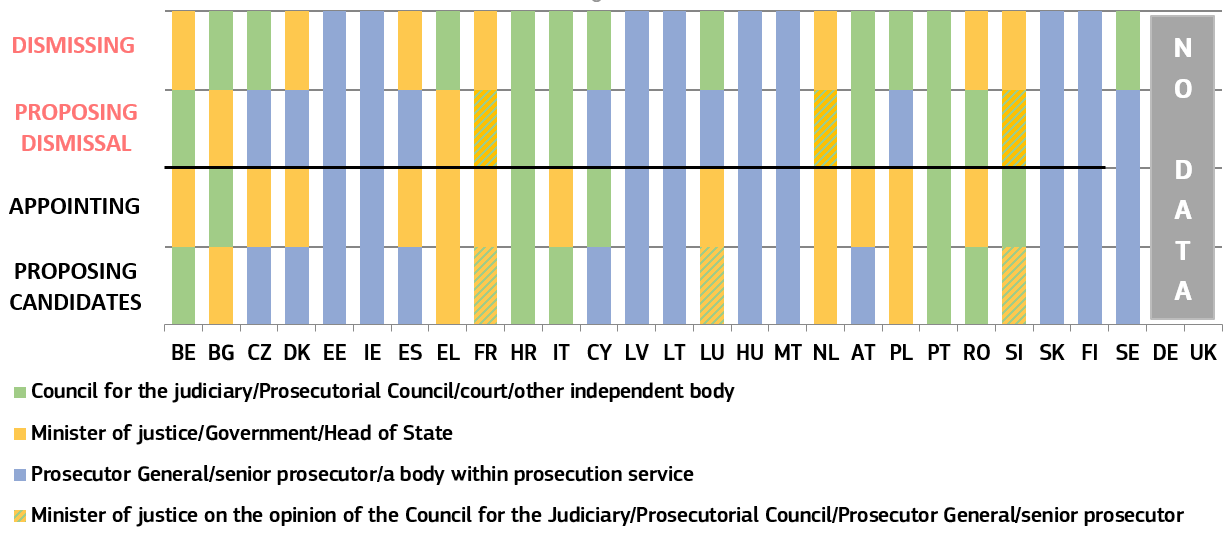 DISMISSING
PROPOSING
DISMISSAL
APPOINTING
PROPOSING
CANDIDATES
NO DATA
BE BG CZ DK EE IE ES EL FR HR IT CY LV LT LU HU MT NL AT PL PT RO SI SK FI SE DE UK
Council for the judiciary/Prosecutorial Council/court/other independent body
Minister of justice/Government/Head of State
Prosecutor General/senior prosecutor/a body within prosecution service
Minister of justice on the opinion of the Council for the Judiciary/Prosecutorial Council/Prosecutor General/senior prosecutor